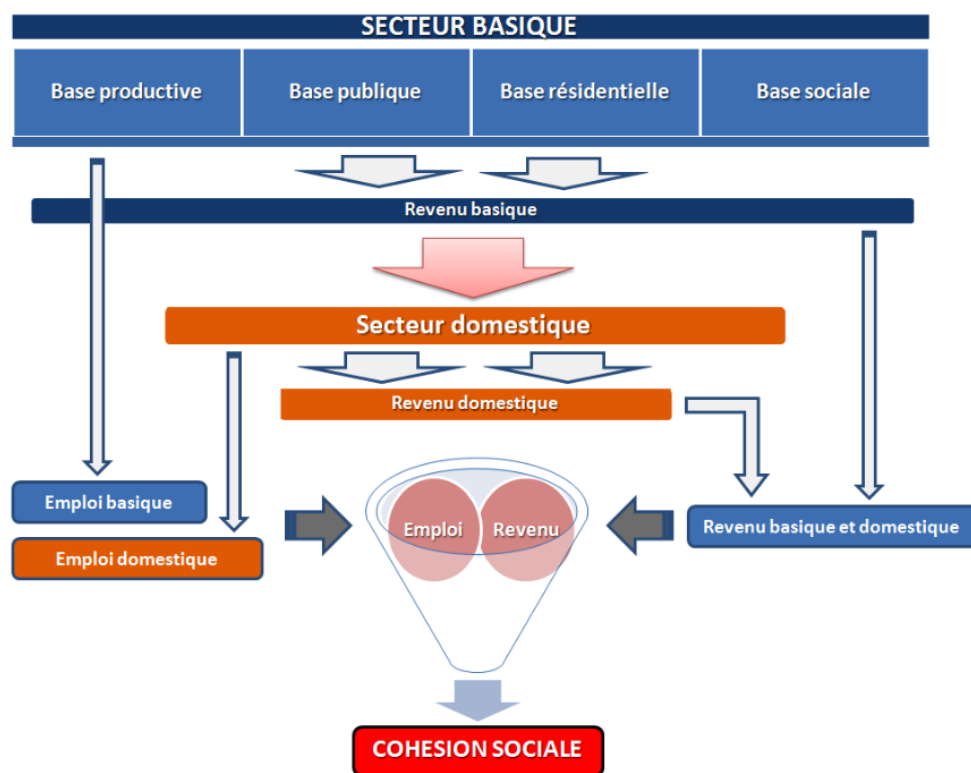 SECTEUR BASIQUE
Base productive
Base publique
Base résidentielle
Base sociale
Revenu basique
Secteur domestique
Revenu domestique
Emploi basique
Emploi domestique
Emploi
Revenu
Revenu basique et domestique
COHESION SOCIALE